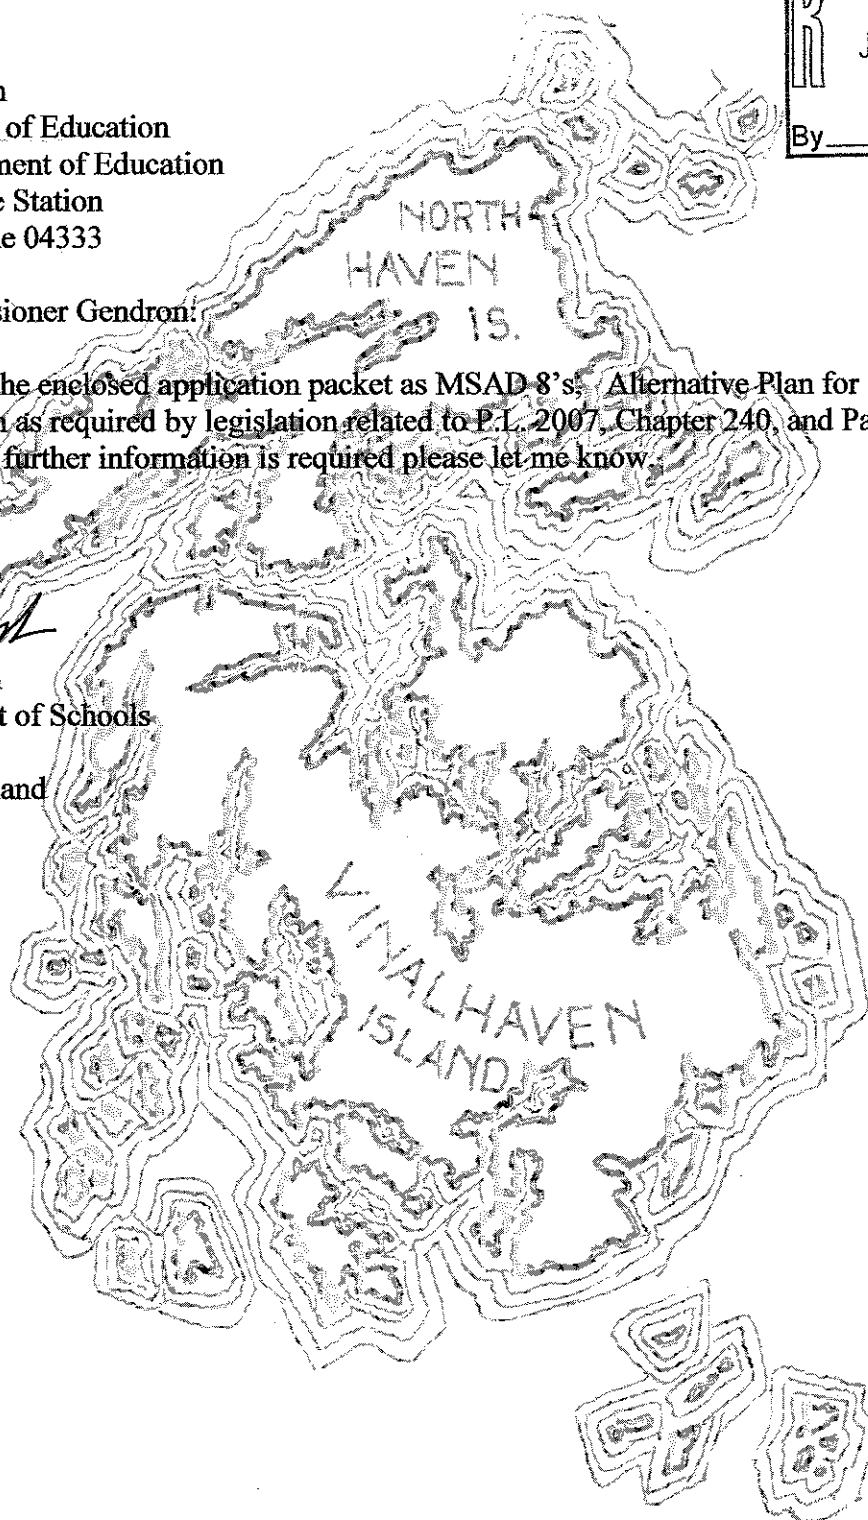 of Education
ment of Education
e Station
e 04333
sioner Gendron:
he enclosed application packet as MSAD 8's, Alternative Plan for
n as required by legislation related to P.L. 2007, Chapter 240, and Pa
further information is required please let me know.
t of Schools
and
By
NORTH
HAVEN
IS.
VINALHAVEN
ISLAND